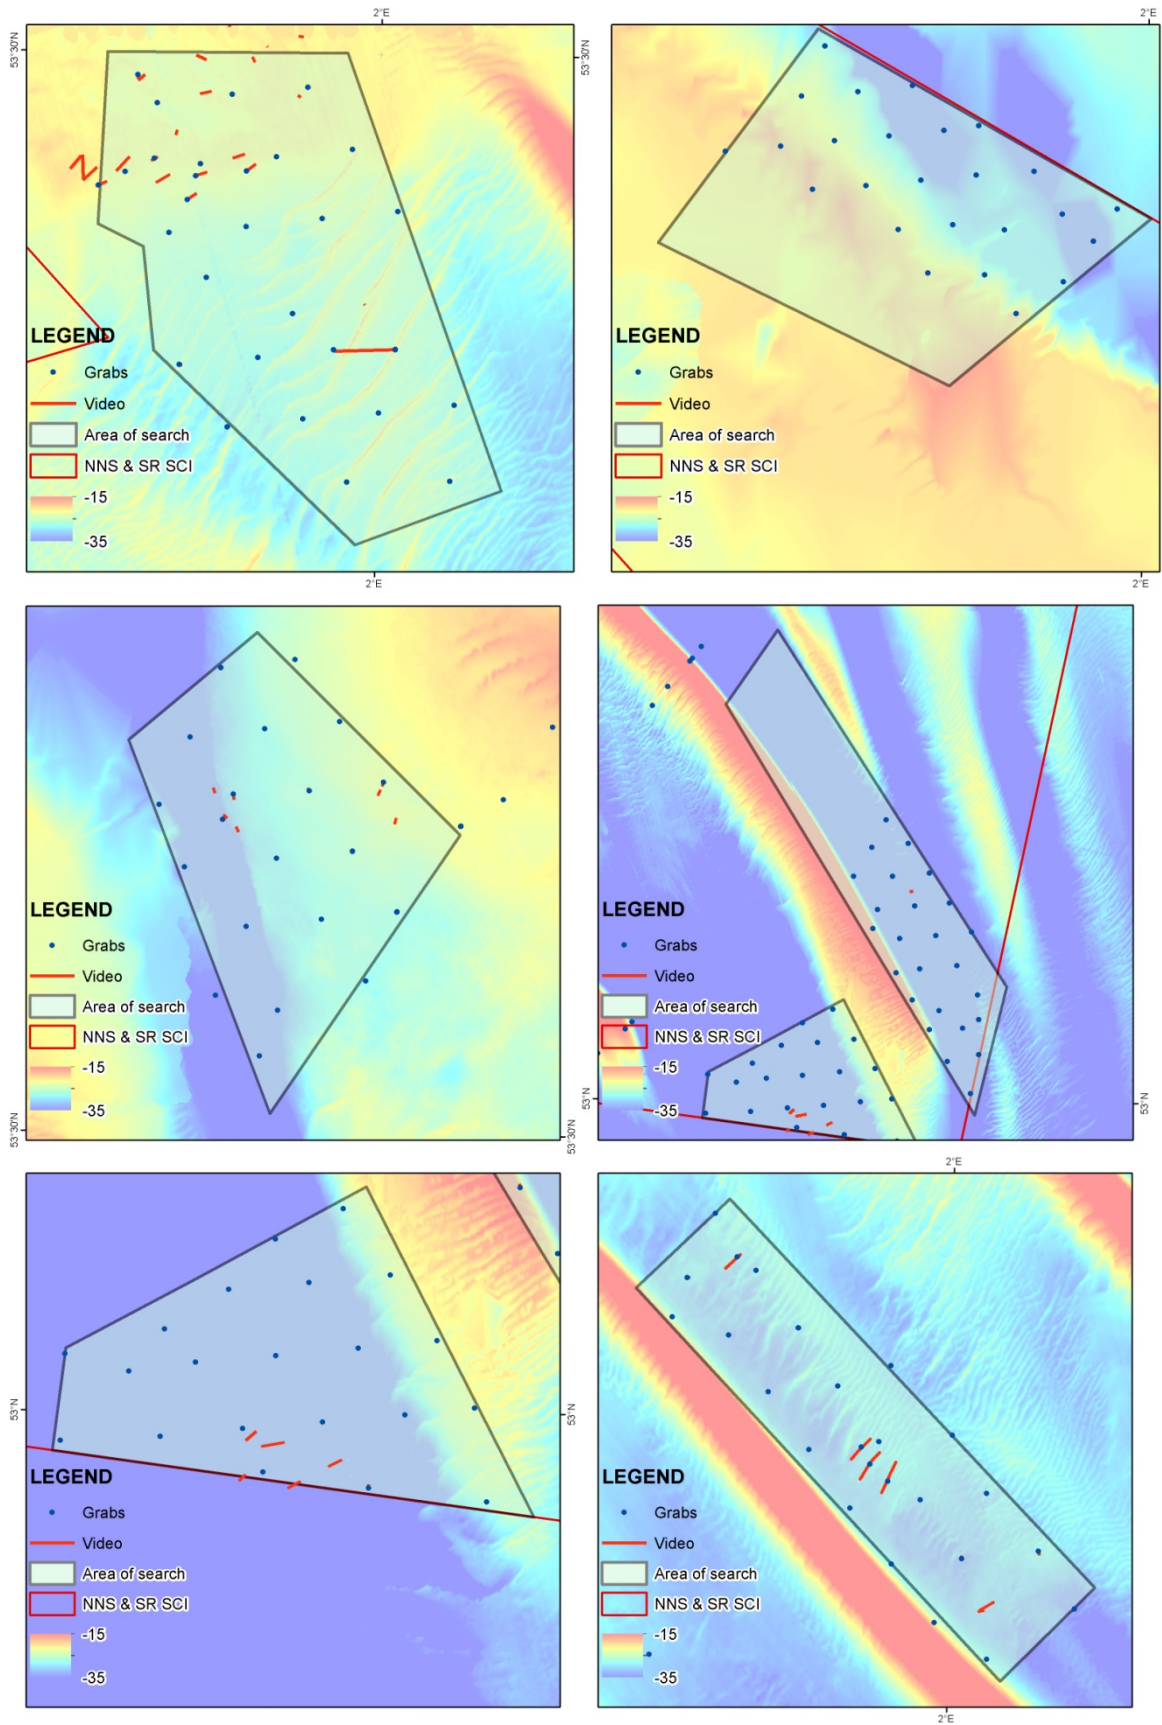 2°E
2°E
53°30'N
53°30'N
LEGEND
Grabs
Video
Area of search
NNS & SR SCI
-15
-35
LEGEND
Grabs
Video
Area of search
NNS & SR SCI
-15
-35
2°E
2°E
LEGEND
Grabs
Video
Area of search
NNS & SR SCI
-15
-35
53°30'N
53°30'N
LEGEND
Grabs
Video
Area of search
NNS & SR SCI
-15
-35
53°N
53°N
2°E
53°N
53°N
LEGEND
Grabs
Video
Area of search
NNS & SR SCI
-15
-35
LEGEND
Grabs
Video
Area of search
NNS & SR SCI
-15
-35
2°E